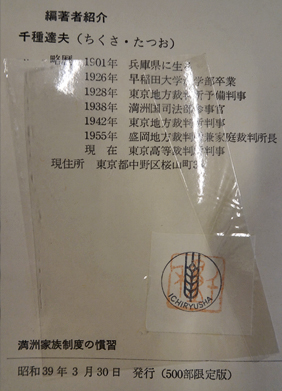 編著者紹介
千種達夫（ちくさ・たつお）
略歴 1901年 兵庫県に生
1926年 早稲田大学 学部卒業
1928年 東京地方裁判所予備判事
1938年 満洲国司法部 事官
1942年 東京地方裁判所判事
1955年 盛岡地方裁判所兼家庭裁判所長
現在 東京高等裁判所判事
現住所 東京都中野区桜山町
ICHIRYUSHA
満洲家族制度の慣習
昭和39年3月30日 発行（500部限定版）